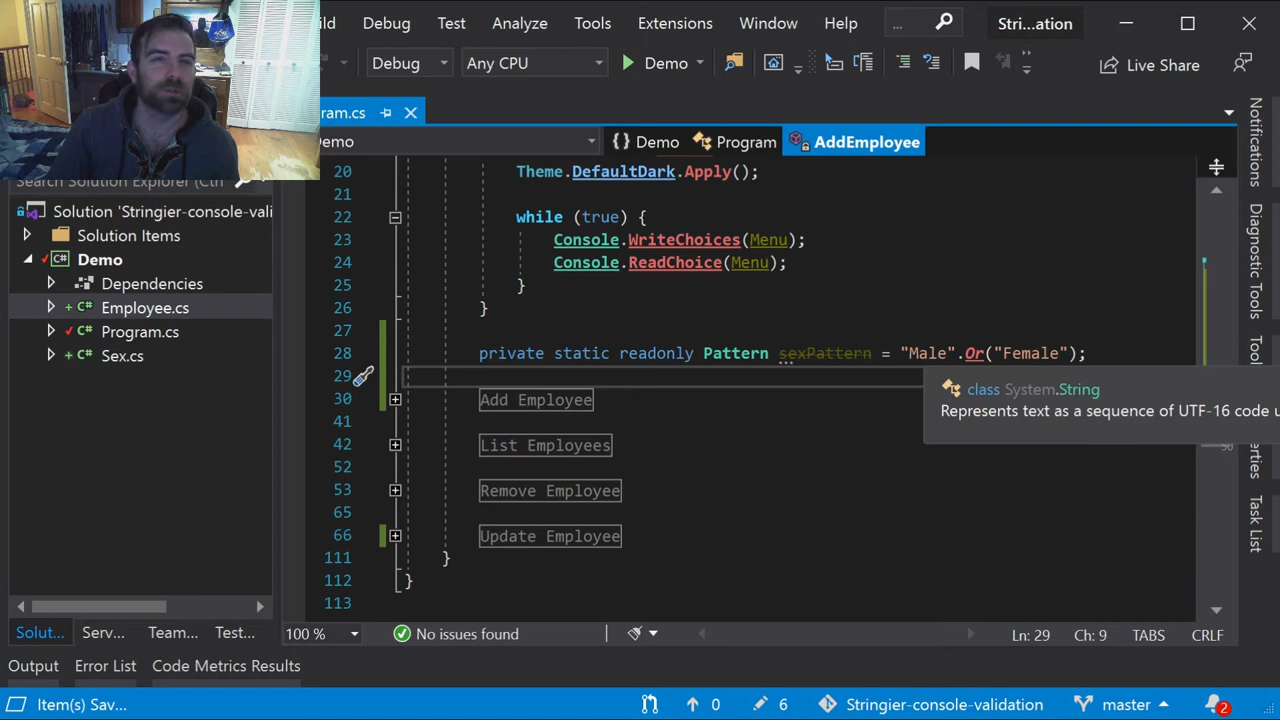 ild Debug Test Analyze Tools Extensions Window Help ... Stri...ation
Debug Any CPU Demo Live Share
ram.cs
Demo Demo Program AddEmployee
Search Solution Explorer (Ctr
Solution 'Stringier-console-vali
Solution Items
Demo
Dependencies
Employee.cs
Program.cs
Sex.cs
20 Theme.DefaultDark.Apply();
21
22 while (true) {
23 Console.WriteChoices(Menu);
24 Console.ReadChoice(Menu);
25 }
26 }
27
28 private static readonly Pattern sexPattern = "Male".Or("Female");
29
class System.String
Represents text as a sequence of UTF-16 code u
30 Add Employee
41
42 List Employees
52
53 Remove Employee
65
66 Update Employee
111 }
112 }
113
Notifications
Diagnostic Tools
Toolbox
erties
Task List
Solut... Serv... Team... Test...
100 % No issues found Ln: 29 Ch: 9 TABS CRLF
Output Error List Code Metrics Results
Item(s) Sav... 0 6 Stringier-console-validation master 2